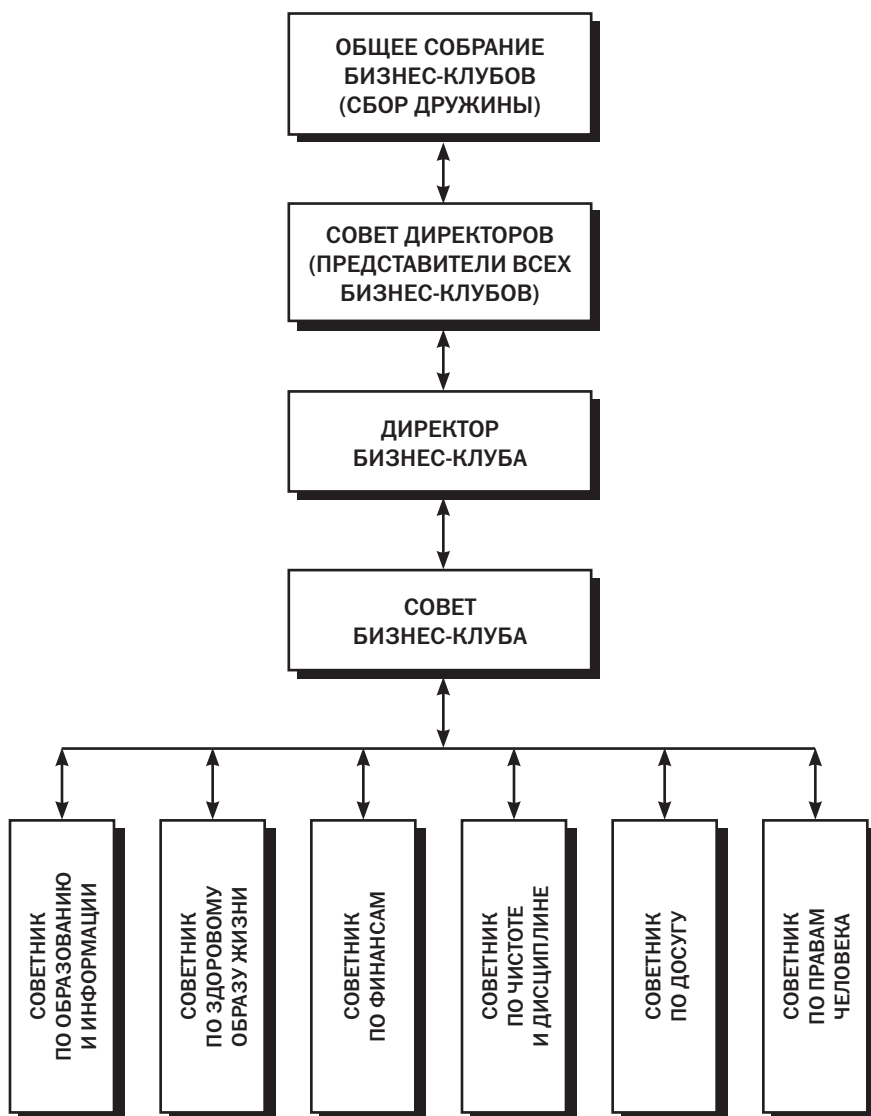 ОБЩЕЕ СОБРАНИЕ
БИЗНЕС-КЛУБОВ
(СБОР ДРУЖИНЫ)
СОВЕТ ДИРЕКТОРОВ
(ПРЕДСТАВИТЕЛИ ВСЕХ
БИЗНЕС-КЛУБОВ)
ДИРЕКТОР
БИЗНЕС-КЛУБА
СОВЕТ
БИЗНЕС-КЛУБА
СОВЕТНИК
ПО ОБРАЗОВАНИЮ
И ИНФОРМАЦИИ
СОВЕТНИК
ПО ЗДОРОВОМУ
ОБРАЗУ ЖИЗНИ
СОВЕТНИК
ПО ФИНАНСАМ
СОВЕТНИК
ПО ЧИСТОТЕ
И ДИСЦИПЛИНЕ
СОВЕТНИК
ПО ДОСУГУ
СОВЕТНИК
ПО ПРАВАМ
ЧЕЛОВЕКА